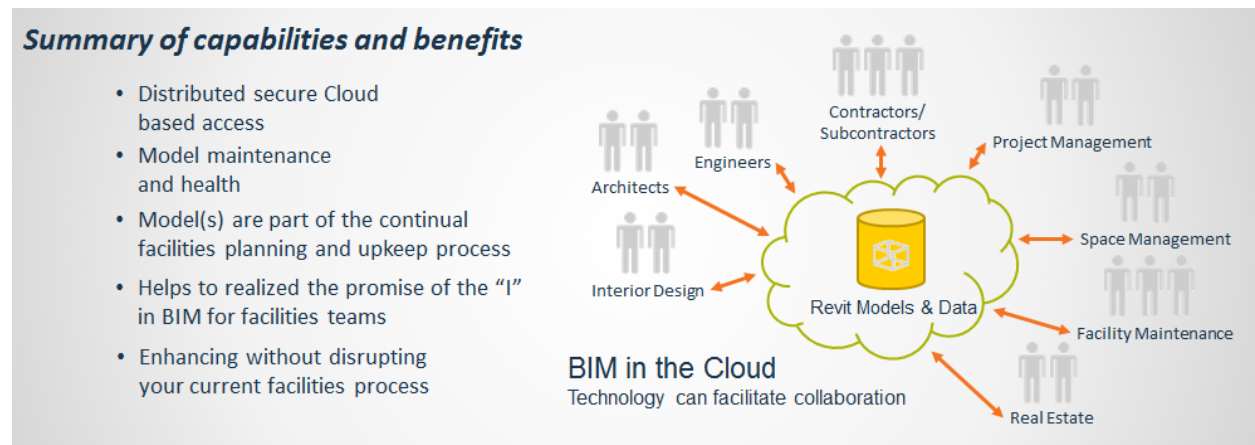 Summary of capabilities and benefits
• Distributed secure Cloud
based access
• Model maintenance
and health
• Model(s) are part of the continual
facilities planning and upkeep process
• Helps to realized the promise of the “I”
in BIM for facilities teams
• Enhancing without disrupting
your current facilities process
Contractors/
Subcontractors
Project Management
Engineers
Architects
Space Management
Interior Design
Revit Models & Data
Facility Maintenance
Real Estate
BIM in the Cloud
Technology can facilitate collaboration